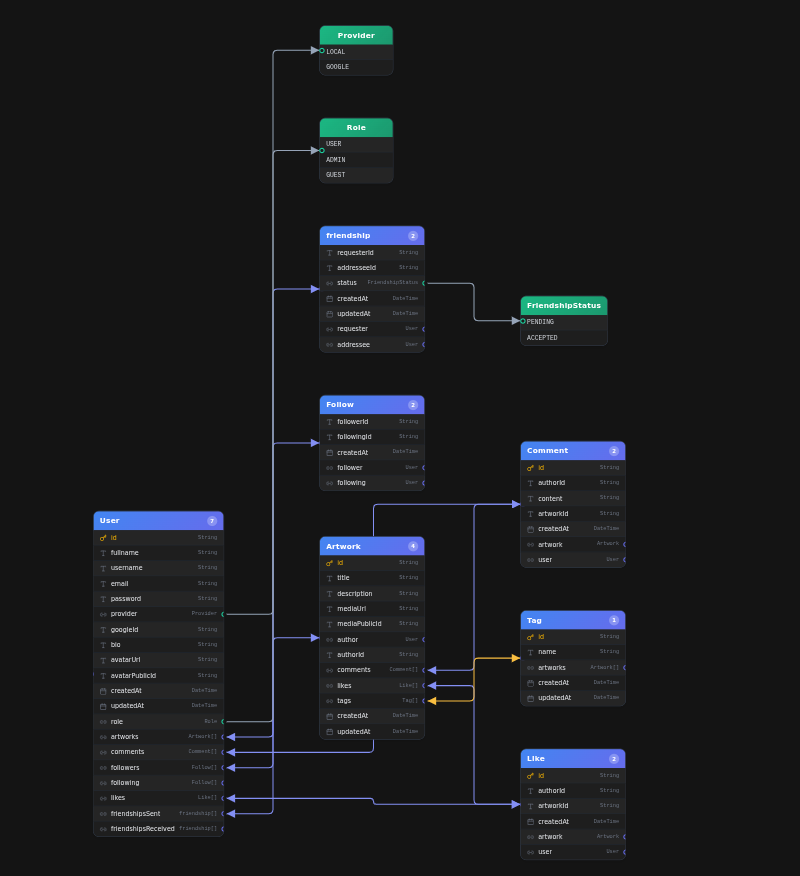 Provider
LOCAL
GOOGLE
Role
USER
ADMIN
GUEST
friendship 2
requesterId String
addresseeId String
status FriendshipStatus
createdAt DateTime
updatedAt DateTime
requester User
addressee User
FriendshipStatus
PENDING
ACCEPTED
Follow 2
followerId String
followingId String
createdAt DateTime
follower User
following User
Comment 2
id String
authorId String
content String
artworkId String
createdAt DateTime
artwork Artwork
user User
User 7
id String
fullname String
username String
email String
password String
provider Provider
googleId String
bio String
avatarUrl String
avatarPublicId String
createdAt DateTime
updatedAt DateTime
role Role
artworks Artwork[]
comments Comment[]
followers Follow[]
following Follow[]
likes Like[]
friendshipsSent friendship[]
friendshipsReceived friendship[]
Artwork 4
id String
title String
description String
mediaUrl String
mediaPublicId String
author User
authorId String
comments Comment[]
likes Like[]
tags Tag[]
createdAt DateTime
updatedAt DateTime
Tag 1
id String
name String
artworks Artwork[]
createdAt DateTime
updatedAt DateTime
Like 2
id String
authorId String
artworkId String
createdAt DateTime
artwork Artwork
user User